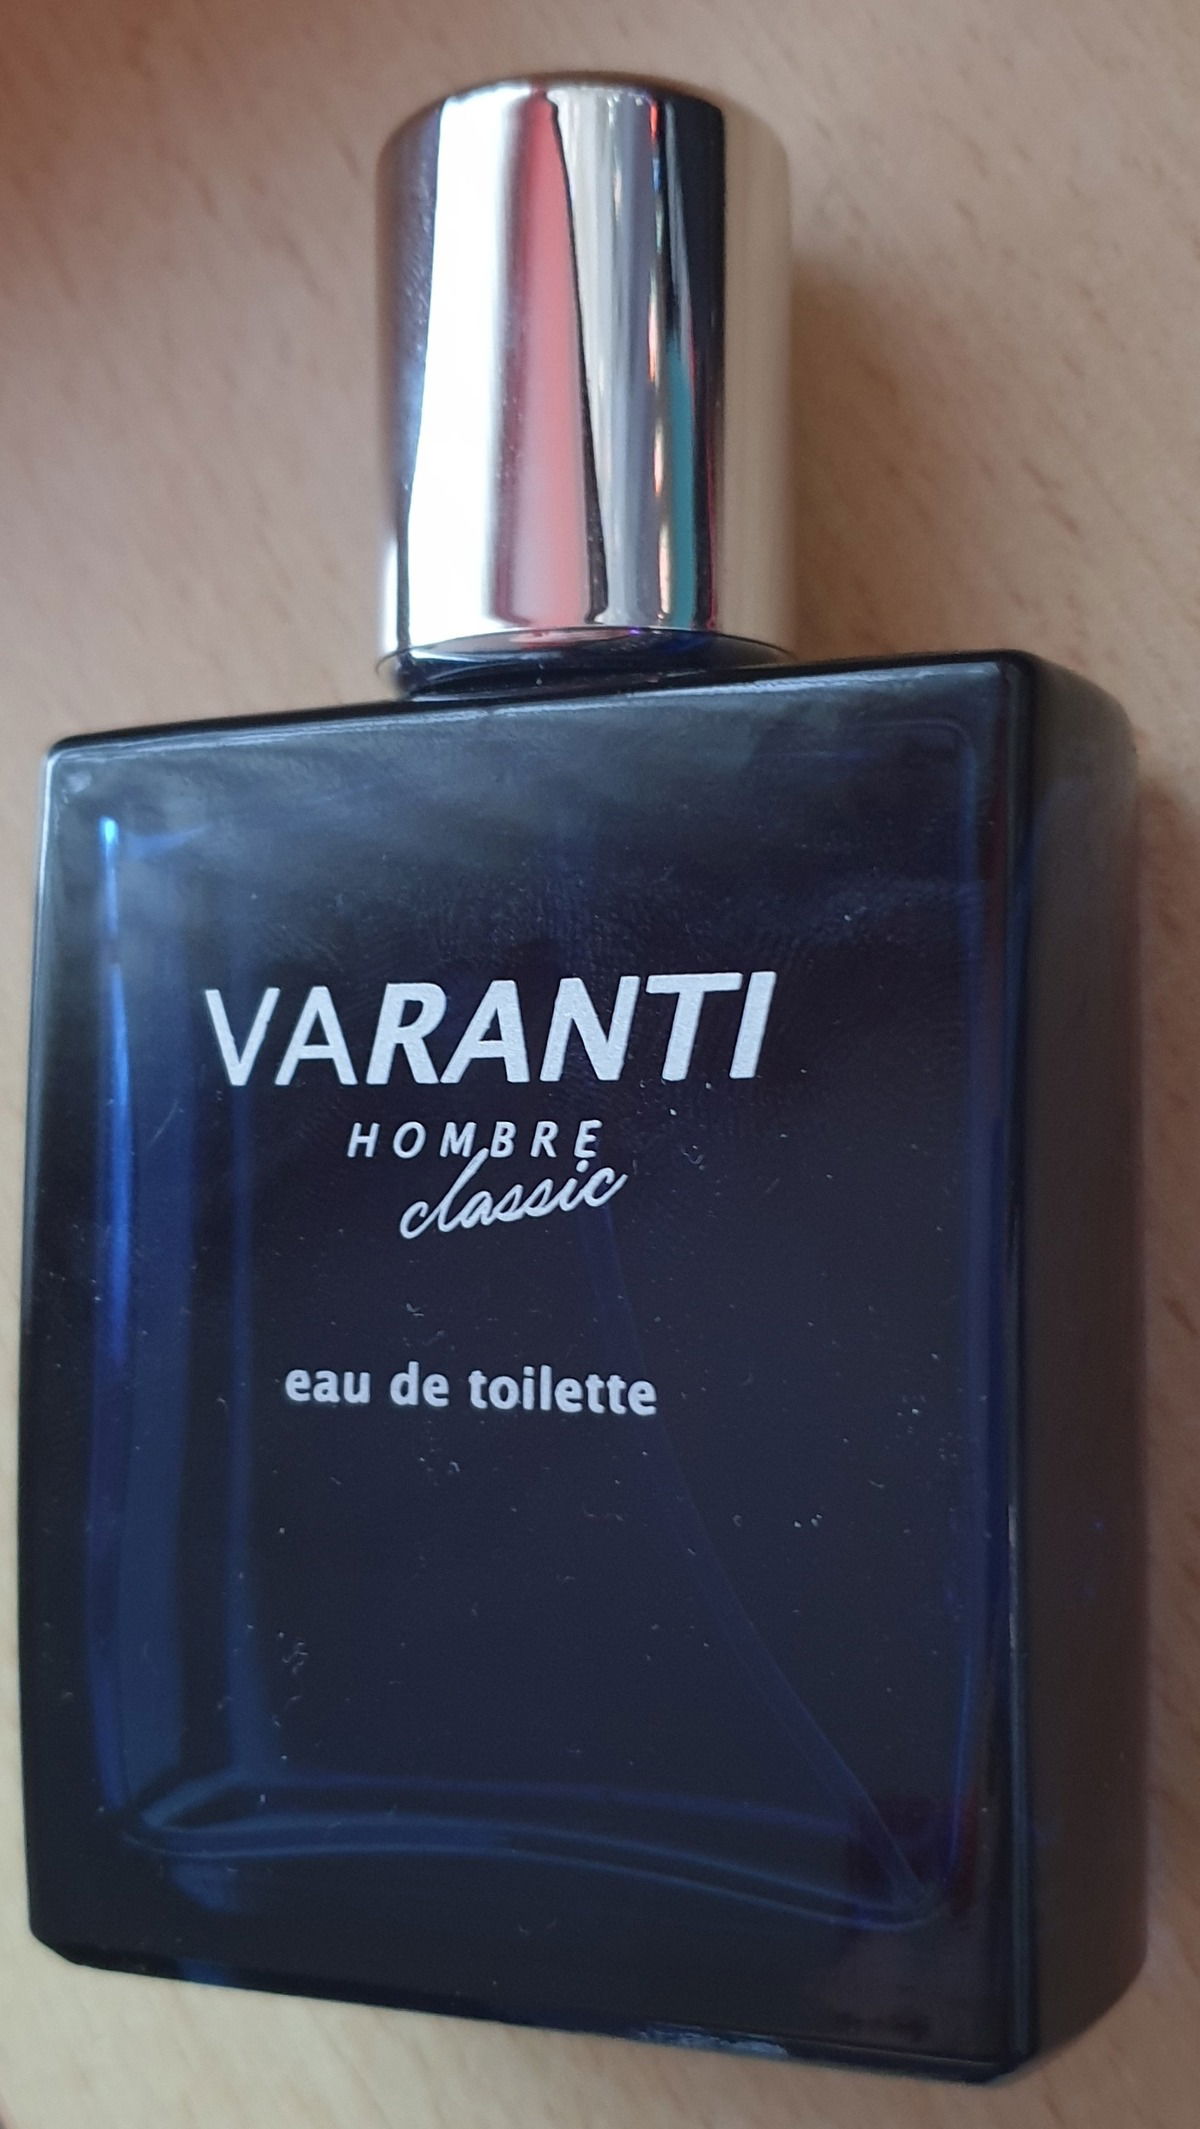 VARANTI
HOMBRE
classic
eau de toilette